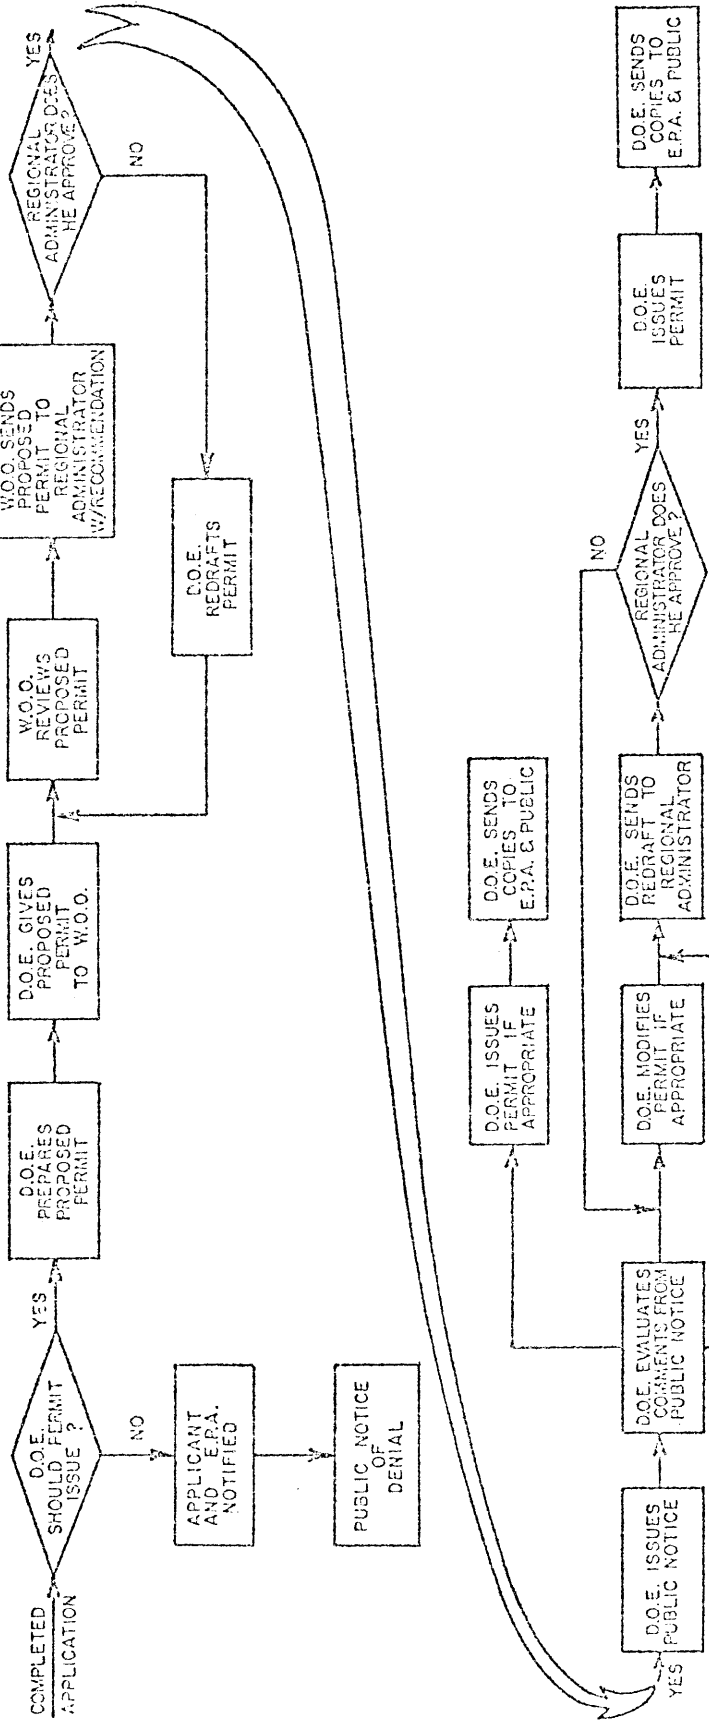 COMPLETED
APPLICATION
D.O.E.
SHOULD PERMIT
ISSUE ?
YES
NO
APPLICANT
AND E.P.A.
NOTIFIED
PUBLIC NOTICE
OF
DENIAL
D.O.E.
PREPARES
PROPOSED
PERMIT
D.O.E. GIVES
PROPOSED
PERMIT
TO W.O.O.
W.O.O.
REVIEWS
PROPOSED
PERMIT
W.O.O. SENDS
PROPOSED
PERMIT TO
REGIONAL
ADMINISTRATOR
W/RECOMMENDATION
REGIONAL
ADMINISTRATOR DOES
HE APPROVE?
YES
NO
D.O.E.
REDRAFTS
PERMIT
YES
D.O.E. ISSUES
PUBLIC NOTICE
D.O.E. EVALUATES
COMMENTS FROM
PUBLIC NOTICE
D.O.E. ISSUES
PERMIT IF
APPROPRIATE
D.O.E. SENDS
COPIES TO
E.P.A. & PUBLIC
D.O.E. MODIFIES
PERMIT IF
APPROPRIATE
D.O.E. SENDS
REDRAFT TO
REGIONAL
ADMINISTRATOR
REGIONAL
ADMINISTRATOR DOES
HE APPROVE ?
NO
YES
D.O.E.
ISSUES
PERMIT
D.O.E. SENDS
COPIES TO
E.P.A. & PUBLIC